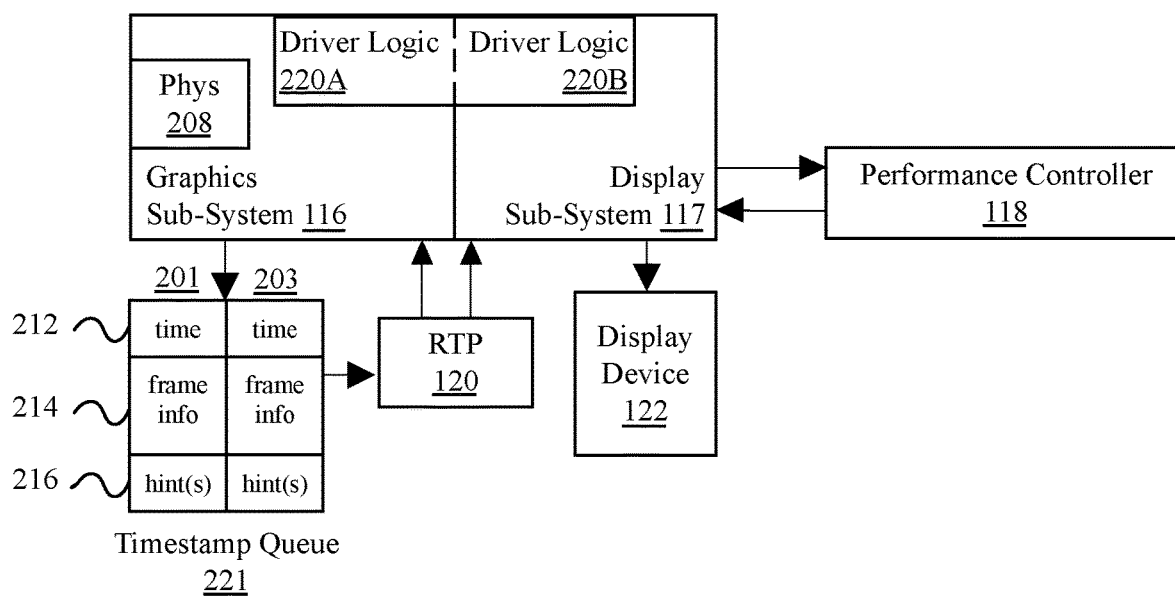 Driver Logic
220A
Driver Logic
220B
Phys
208
Graphics
Sub-System 116
Display
Sub-System 117
Performance Controller
118
201
203
212
time
time
214
frame
info
frame
info
216
hint(s)
hint(s)
Timestamp Queue
221
RTP
120
Display
Device
122